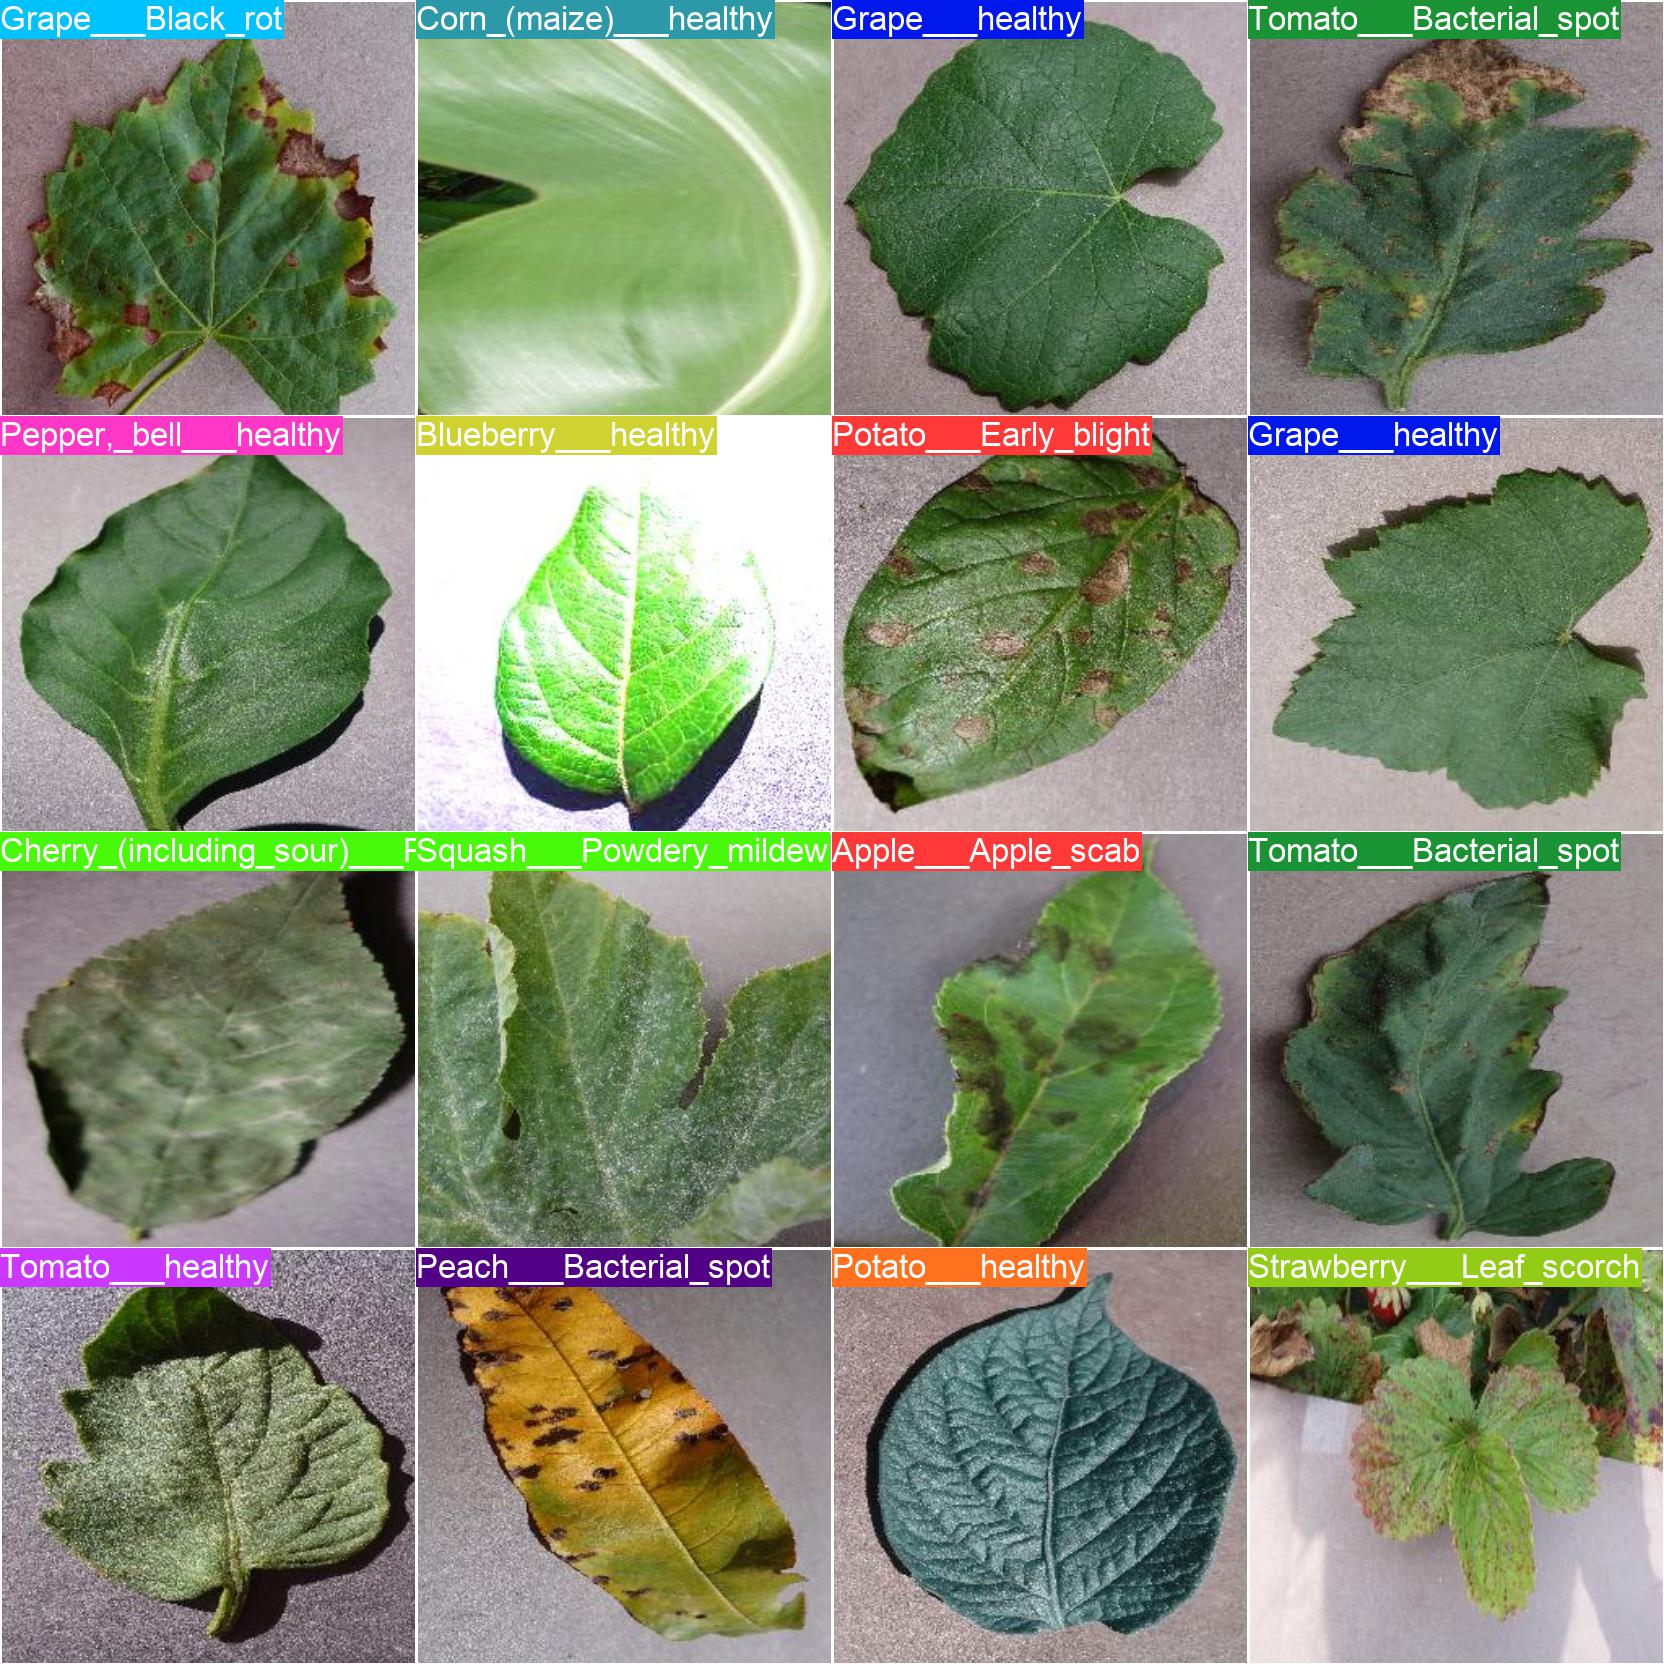 Grape___Black_rot
Corn_(maize)___healthy
Grape___healthy
Tomato___Bacterial_spot
Pepper,_bell___healthy
Blueberry___healthy
Potato___Early_blight
Grape___healthy
Cherry_(including_sour)___
Squash___Powdery_mildew
Apple___Apple_scab
Tomato___Bacterial_spot
Tomato___healthy
Peach___Bacterial_spot
Potato___healthy
Strawberry___Leaf_scorch